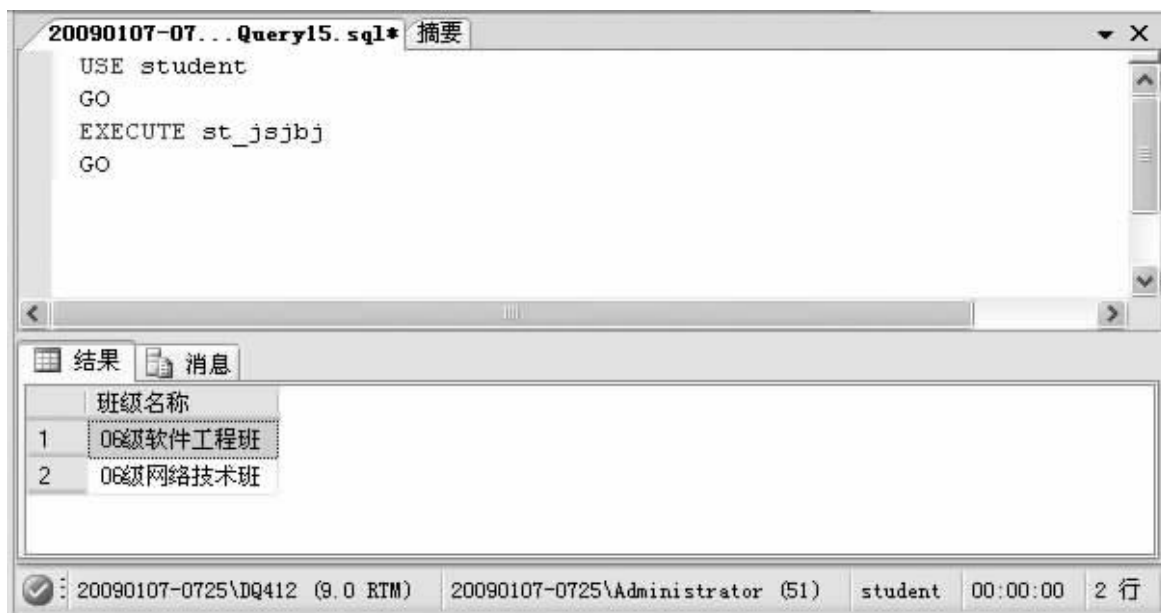 20090107-07...Query15.sql* 摘要
USE student
GO
EXECUTE st_jsjbj
GO
结果 消息
班级名称
1 06级软件工程班
2 06级网络技术班
20090107-0725\DQ412 (9.0 RTM) 20090107-0725\Administrator (51) student 00:00:00 2 行